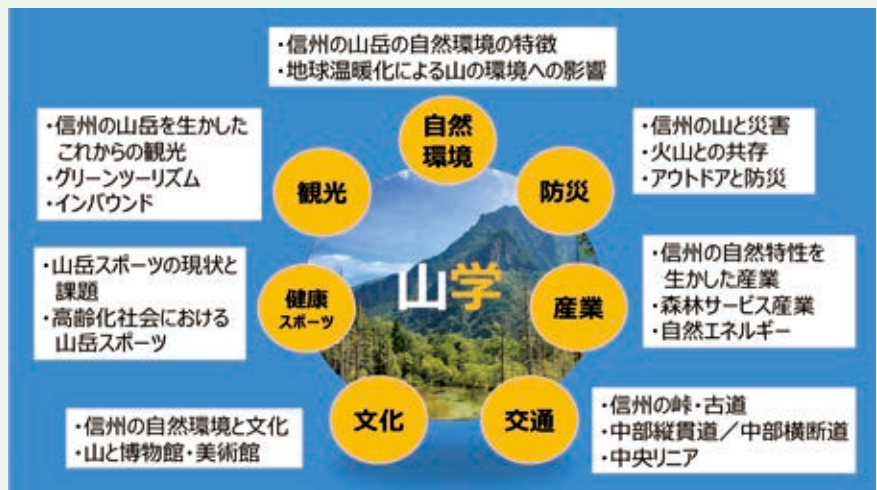 ・信州の山岳の自然環境の特徴
・地球温暖化による山の環境への影響
自然
環境
・信州の山岳を生かした
これからの観光
・グリーンツーリズム
・インバウンド
観光
防災
・信州の山と災害
・火山との共存
・アウトドアと防災
・山岳スポーツの現状と
課題
・高齢化社会における
山岳スポーツ
健康
スポーツ
山学
産業
・信州の自然特性を
生かした産業
・森林サービス産業
・自然エネルギー
・信州の自然環境と文化
・山と博物館・美術館
文化
交通
・信州の峠・古道
・中部縦貫道／中部横断道
・中央リニア